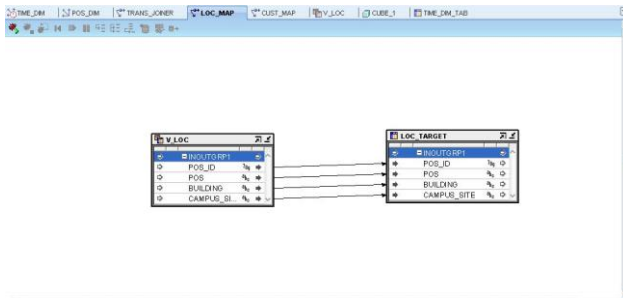 TIME_DIM POS_DIM TRANS_JOINER LOC_MAP CUST_MAP V_LOC CUBE_1 TIME_DIM_TAB
V_LOC
INOUTGRP1
POS_ID
POS
BUILDING
CAMPUS_SI...
LOC_TARGET
INOUTGRP1
POS_ID
POS
BUILDING
CAMPUS_SITE